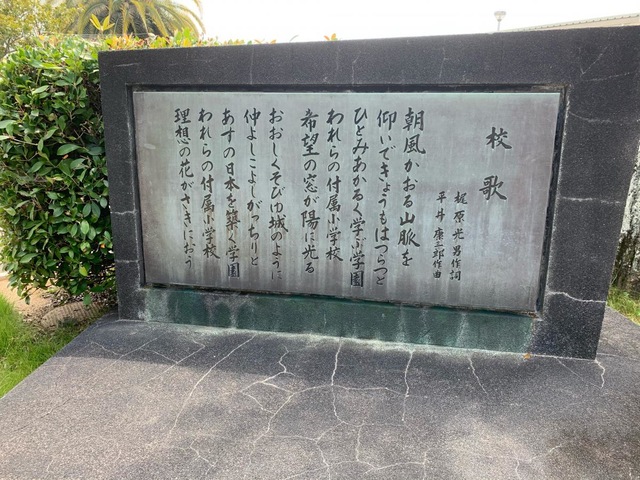 校歌
梶原光男作詞
平井康三郎作曲
朝風かおる山脈を
仰いできょうもはつらつと
ひとみあかるく学ぶ学園
われらの付属小学校
希望の窓が陽に光る
おおしくそびゆ城のように
仲よしこよしがっちりと
あすの日本を築く学園
われらの付属小学校
理想の花がさきにおう